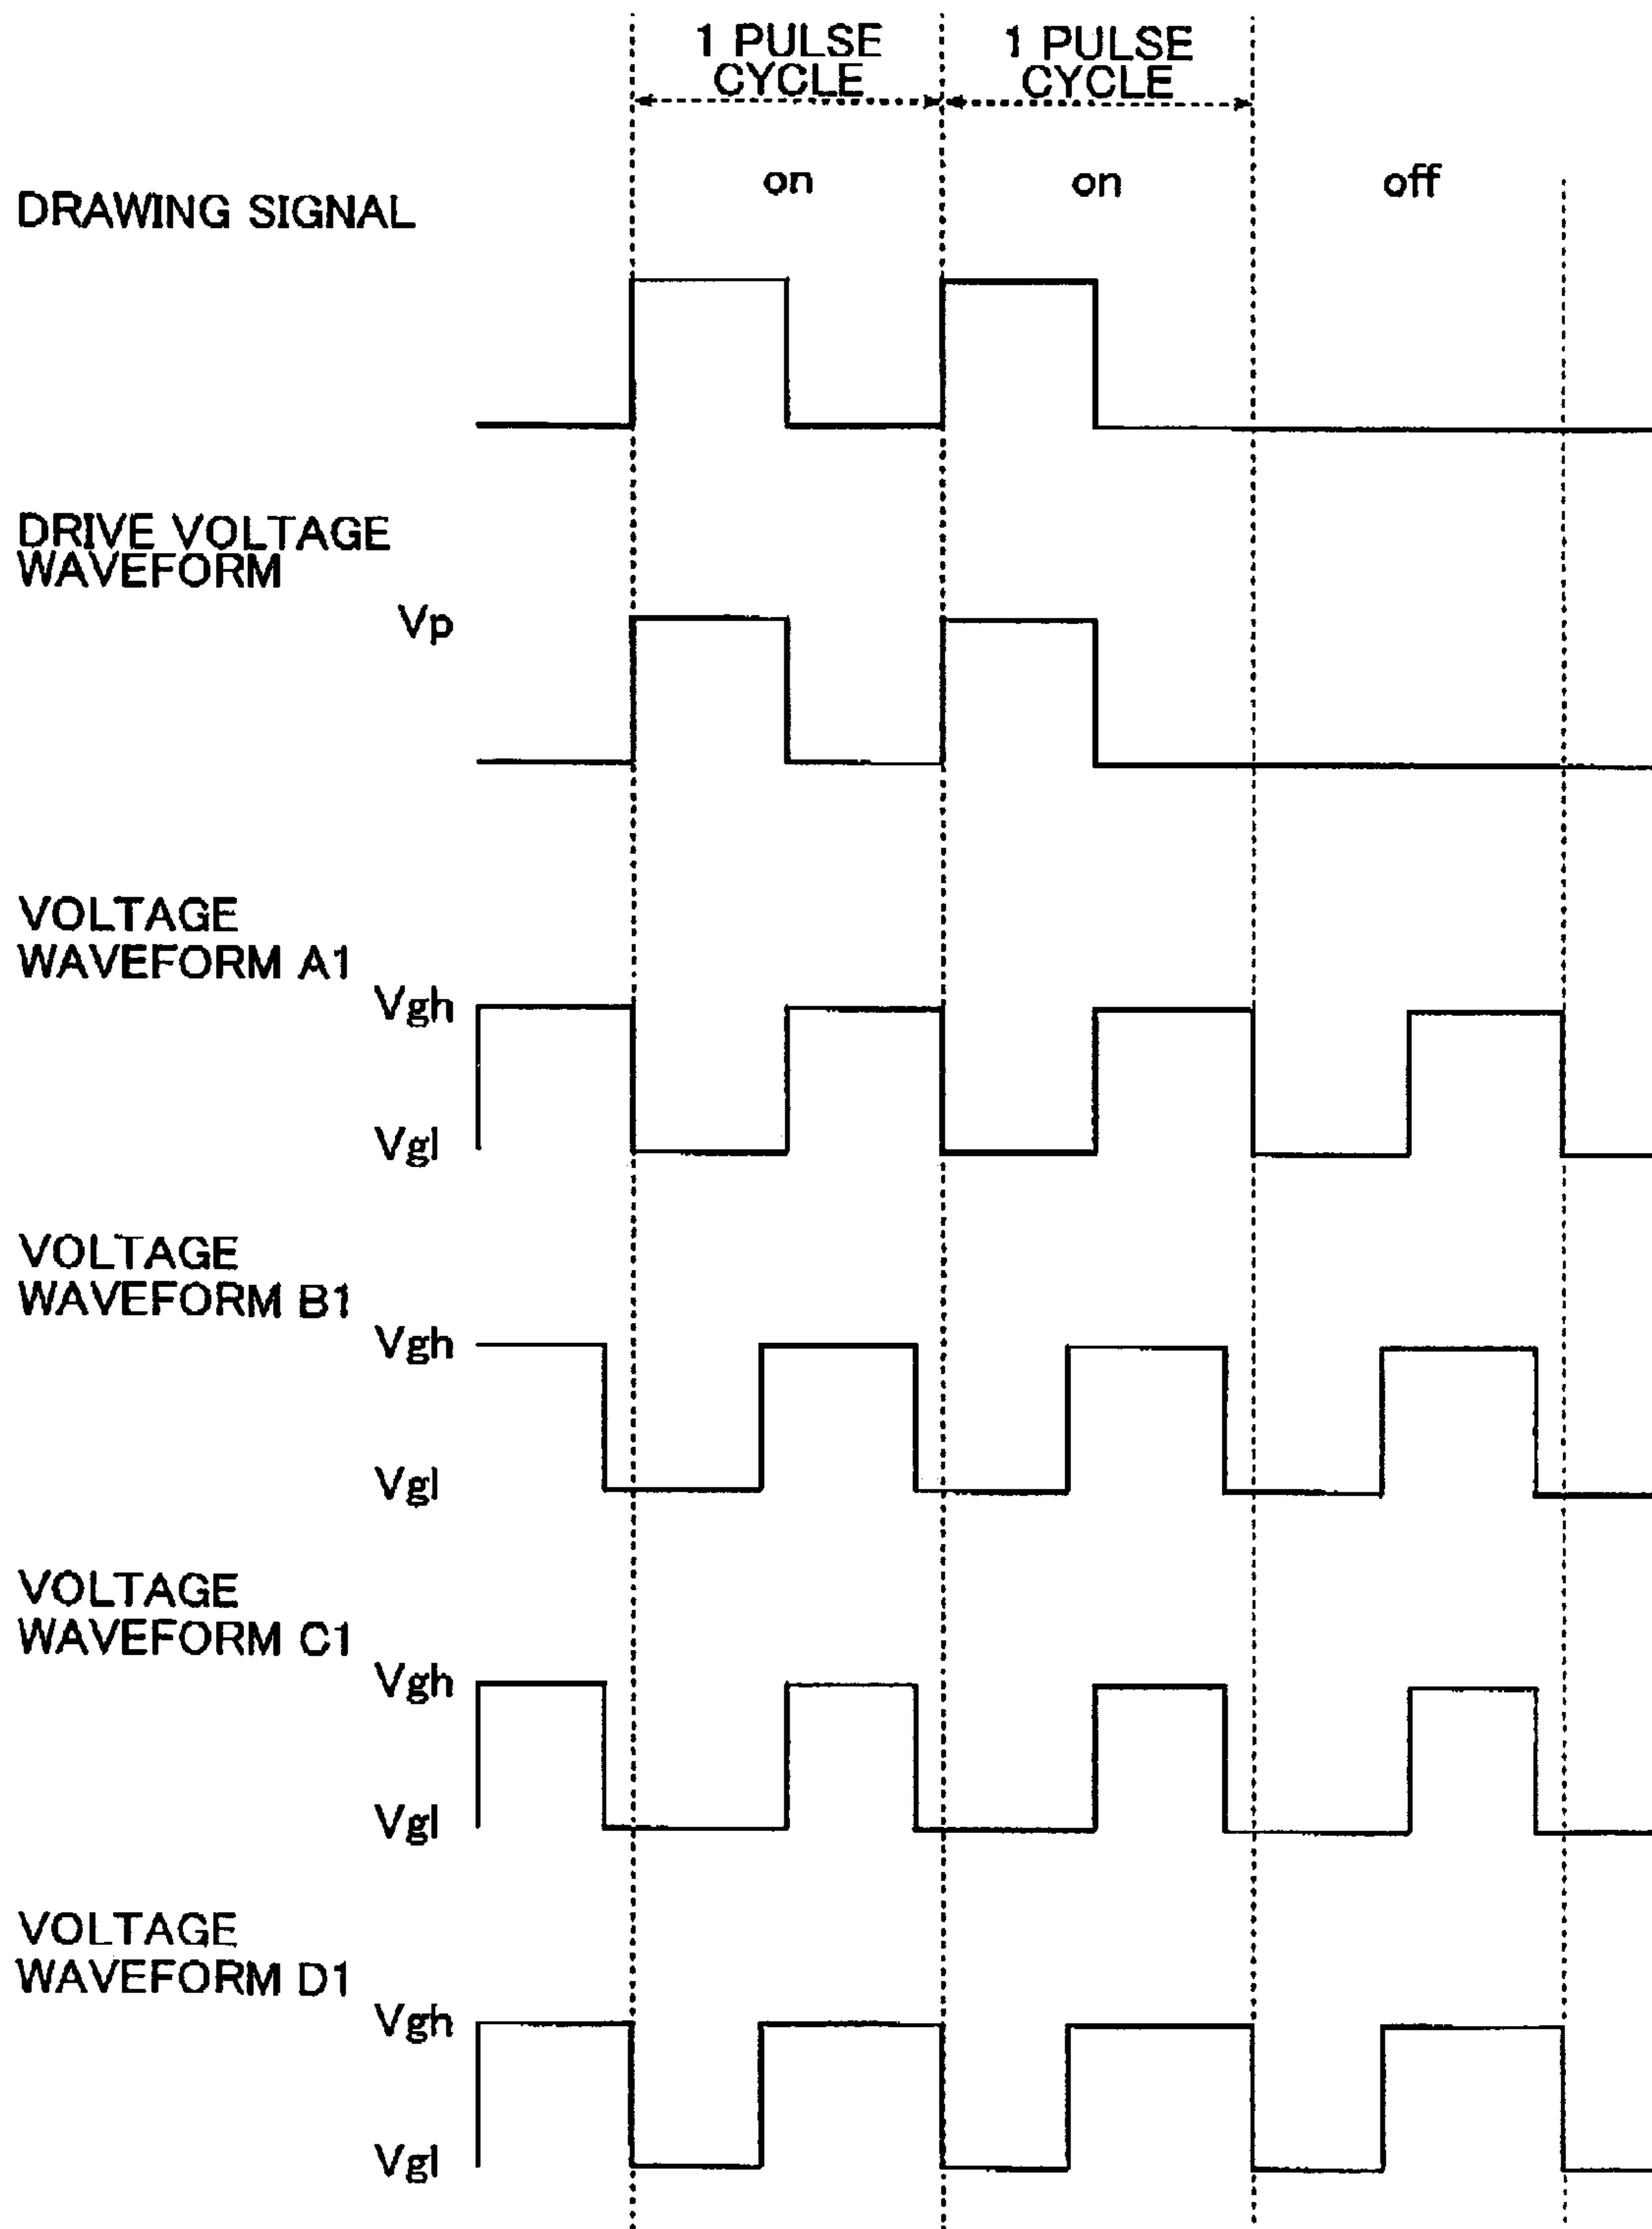 1 PULSE
CYCLE
1 PULSE
CYCLE
on
on
off
DRAWING SIGNAL
DRIVE VOLTAGE
WAVEFORM
Vp
VOLTAGE
WAVEFORM A1
Vgh
Vgl
VOLTAGE
WAVEFORM B1
Vgh
Vgl
VOLTAGE
WAVEFORM C1
Vgh
Vgl
VOLTAGE
WAVEFORM D1
Vgh
Vgl